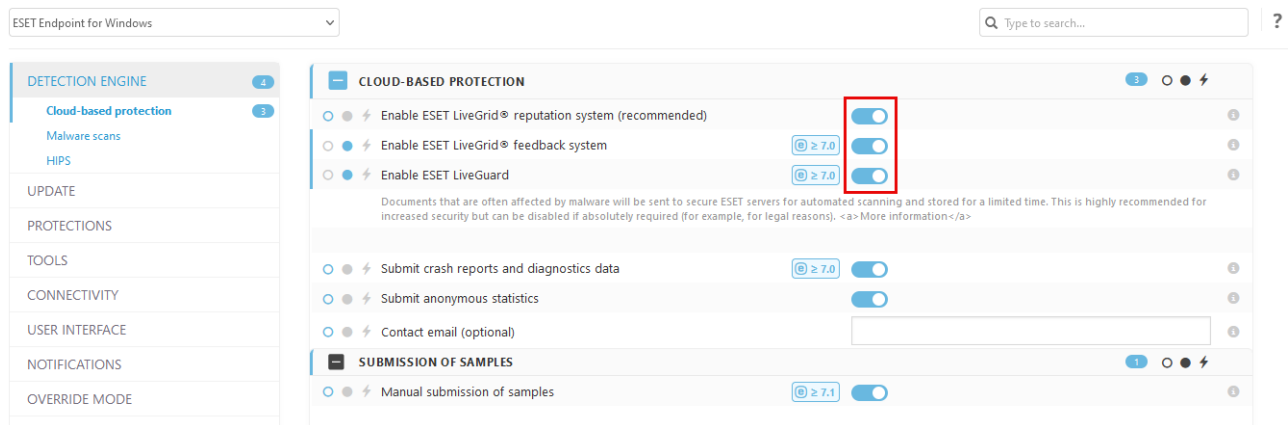 ESET Endpoint for Windows
Type to search...
?
DETECTION ENGINE 4
Cloud-based protection 3
Malware scans
HIPS
UPDATE
PROTECTIONS
TOOLS
CONNECTIVITY
USER INTERFACE
NOTIFICATIONS
OVERRIDE MODE
CLOUD-BASED PROTECTION 3
Enable ESET LiveGrid® reputation system (recommended)
Enable ESET LiveGrid® feedback system ≥ 7.0
Enable ESET LiveGuard ≥ 7.0
Documents that are often affected by malware will be sent to secure ESET servers for automated scanning and stored for a limited time. This is highly recommended for
increased security but can be disabled if absolutely required (for example, for legal reasons). <a>More information</a>
Submit crash reports and diagnostics data ≥ 7.0
Submit anonymous statistics
Contact email (optional)
SUBMISSION OF SAMPLES 1
Manual submission of samples ≥ 7.1